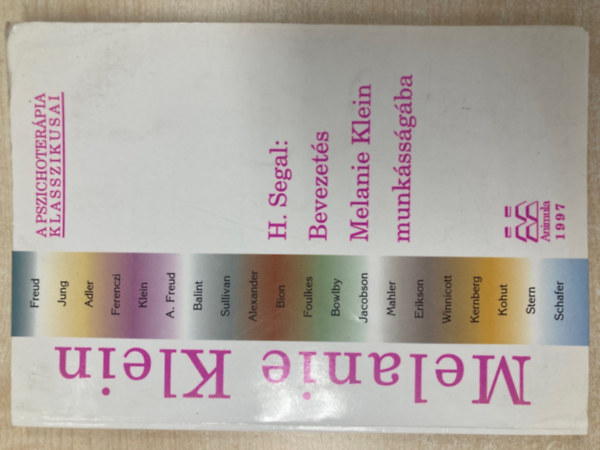 A PSZICHOTERÁPIA
KLASSZIKUSAI
H. Segal:
Bevezetés
Melanie Klein
munkásságába
Animula
1997
Freud
Jung
Adler
Ferenczi
Klein
A. Freud
Balint
Sullivan
Alexander
Bion
Foulkes
Bowlby
Jacobson
Mahler
Erikson
Winnicott
Kernberg
Kohut
Stern
Schafer
Melanie Klein